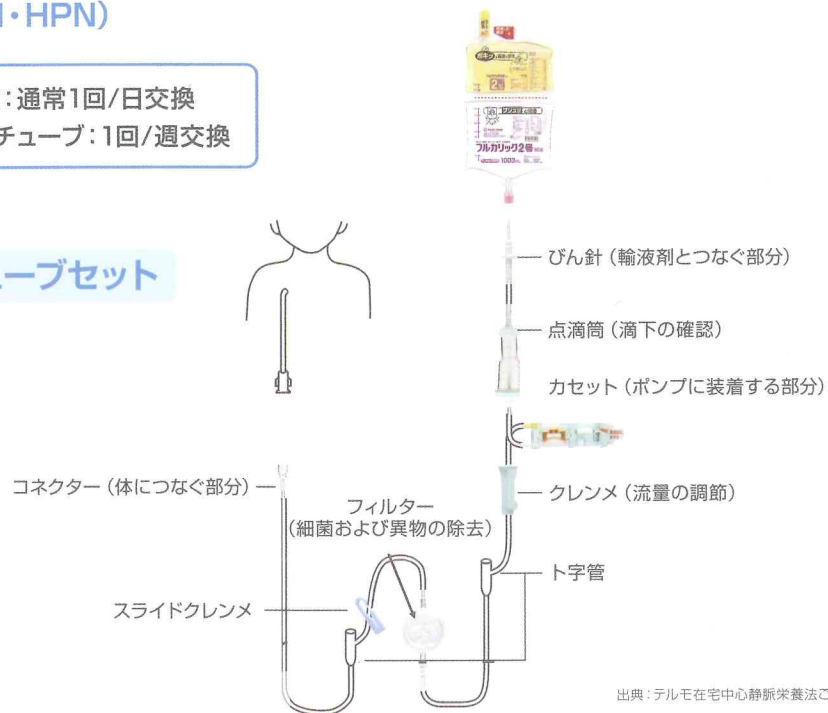 ・HPN）
：通常1回/日交換
チューブ：1回/週交換
ーブセット
フルカリック2号
びん針（輸液剤とつなぐ部分）
点滴筒（滴下の確認）
カセット（ポンプに装着する部分）
コネクター（体につなぐ部分）
クレンメ（流量の調節）
フィルター
（細菌および異物の除去）
ト字管
スライドクレンメ
出典：テルモ在宅中心静脈栄養法ご